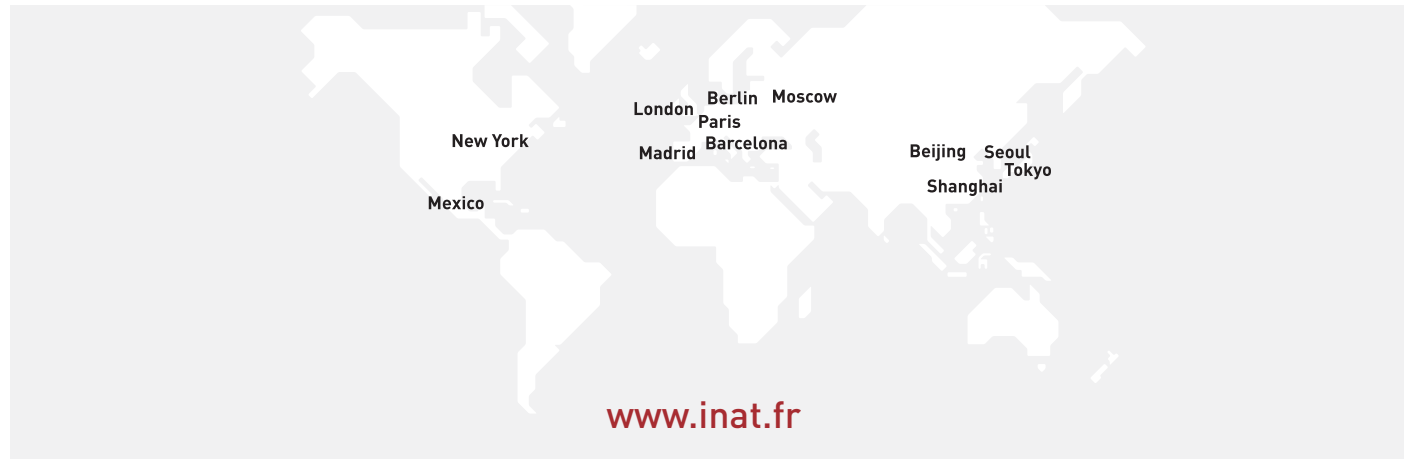 Berlin
Moscow
London
Paris
New York
Barcelona
Madrid
Beijing
Seoul
Tokyo
Shanghai
Mexico
www.inat.fr